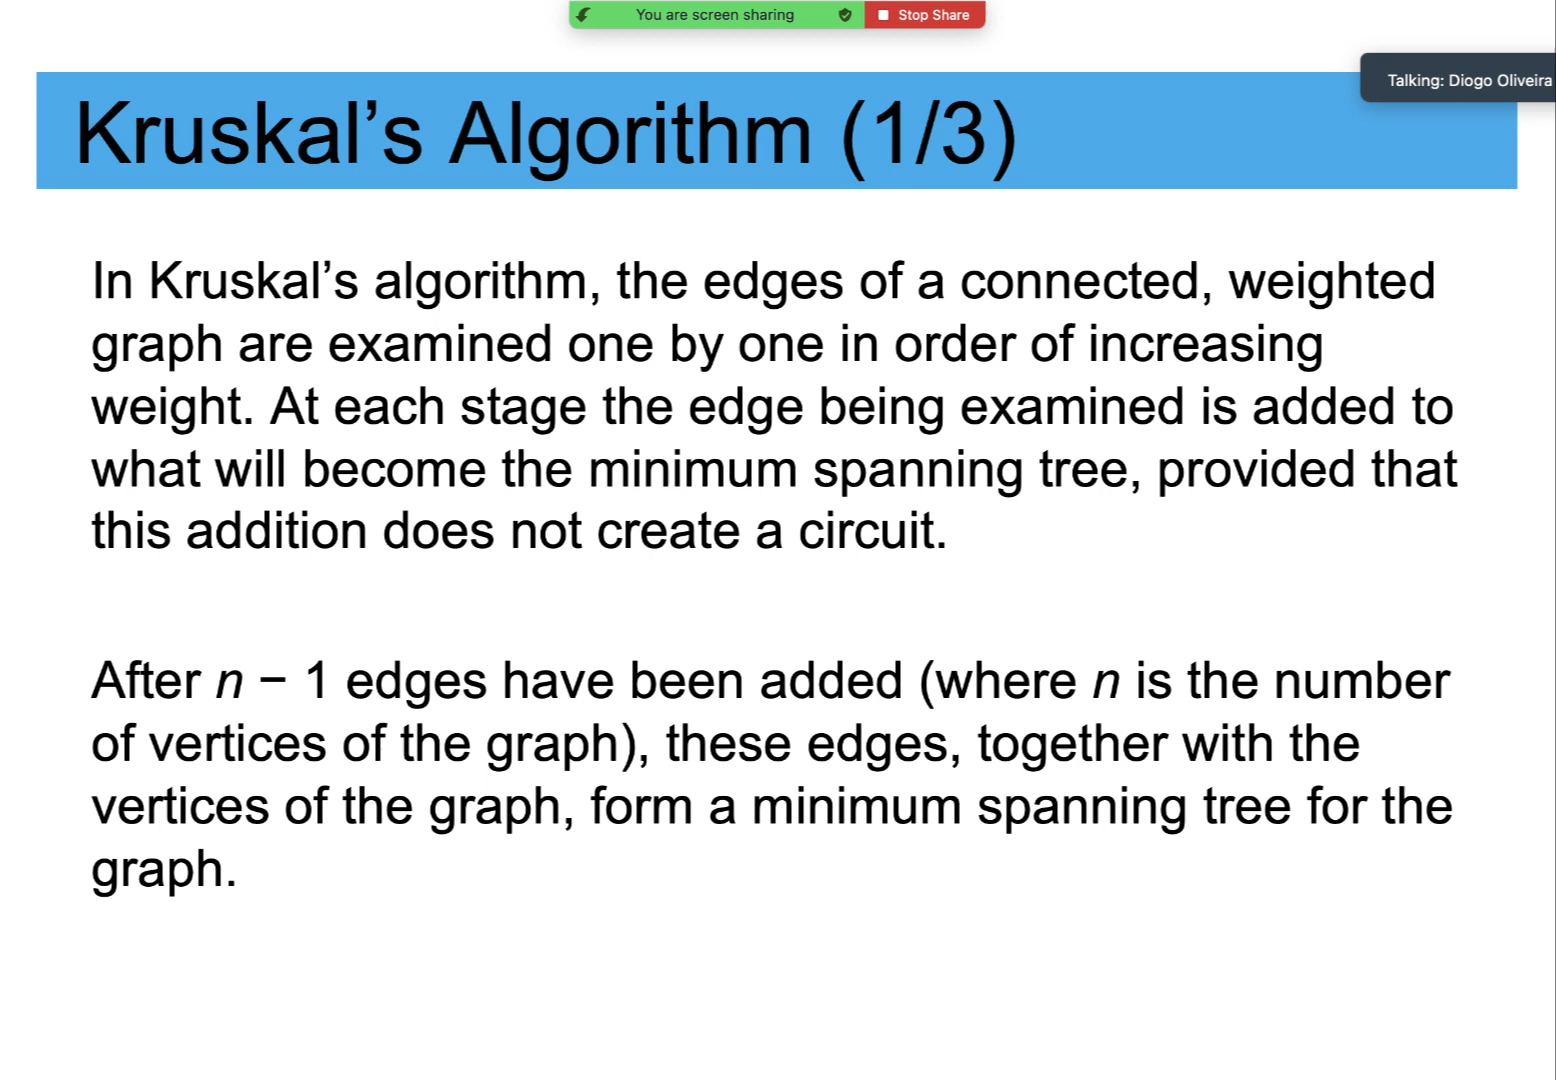 You are screen sharing
Stop Share
Talking: Diogo Oliveira
Kruskal’s Algorithm (1/3)
In Kruskal’s algorithm, the edges of a connected, weighted
graph are examined one by one in order of increasing
weight. At each stage the edge being examined is added to
what will become the minimum spanning tree, provided that
this addition does not create a circuit.
After n − 1 edges have been added (where n is the number
of vertices of the graph), these edges, together with the
vertices of the graph, form a minimum spanning tree for the
graph.